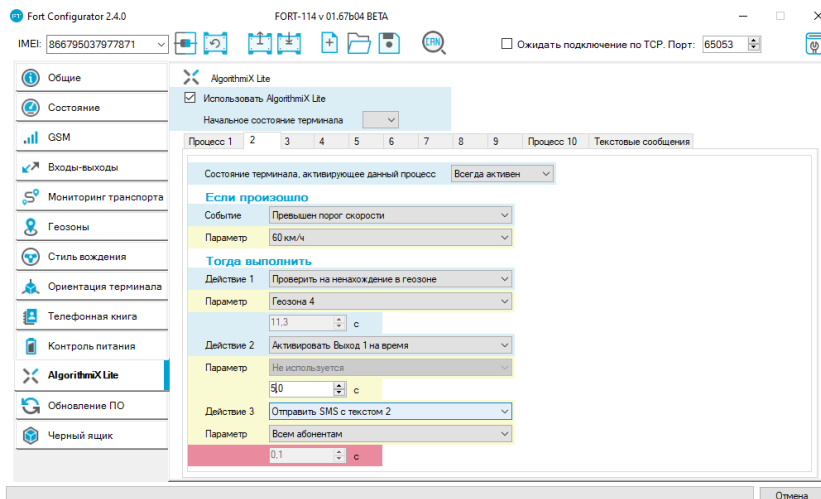 Fort Configurator 2.4.0 FORT-114 v 01.67b04 BETA
IMEI: 866795037977871 CAN Ожидать подключение по TCP. Порт: 65053
Общие
Состояние
GSM
Входы-выходы
Мониторинг транспорта
Геозоны
Стиль вождения
Ориентация терминала
Телефонная книга
Контроль питания
AlgorithmiX Lite
Обновление ПО
Черный ящик
AlgorithmiX Lite
Использовать AlgorithmiX Lite
Начальное состояние терминала
Процесс 1 2 3 4 5 6 7 8 9 Процесс 10 Текстовые сообщения
Состояние терминала, активирующее данный процесс Всегда активен
Если произошло
Событие Превышен порог скорости
Параметр 60 км/ч
Тогда выполнить
Действие 1 Проверить на ненахождение в геозоне
Параметр Геозона 4
11,3 с
Действие 2 Активировать Выход 1 на время
Параметр Не используется
5,0 с
Действие 3 Отправить SMS с текстом 2
Параметр Всем абонентам
0,1 с
Отмена